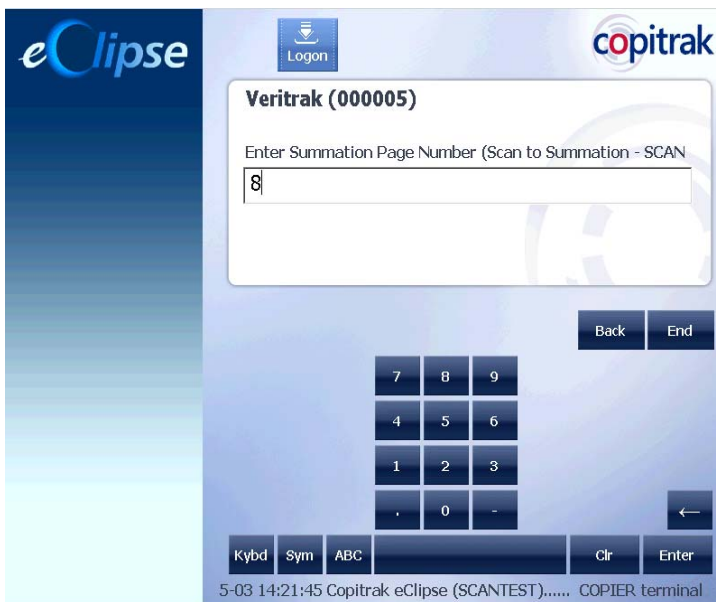 eClipse
Logon
copitrak
Veritrak (000005)
Enter Summation Page Number (Scan to Summation - SCAN
8
Back End
7 8 9
4 5 6
1 2 3
. 0 -
←
Kybd Sym ABC Clr Enter
5-03 14:21:45 Copitrak eClipse (SCANTEST)...... COPIER terminal